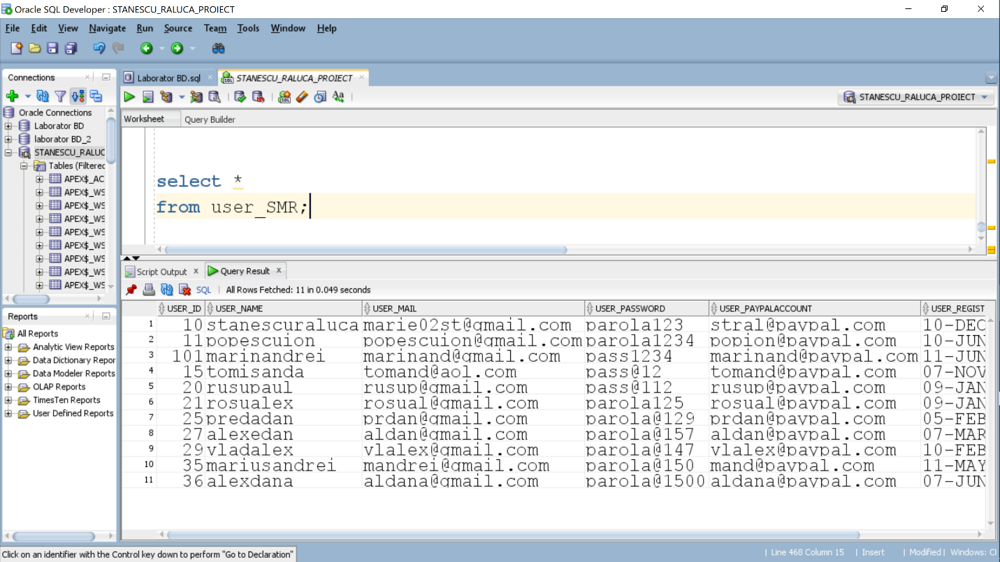 Oracle SQL Developer : STANESCU_RALUCA_PROIECT
File Edit View Navigate Run Source Team Tools Window Help
Connections
Oracle Connections
Laborator BD
laborator BD_2
STANESCU_RALUC
Tables (Filtered
APEX$_AC
APEX$_WS
APEX$_WS
APEX$_WS
APEX$_WS
APEX$_WS
APEX$_WS
APEX$_WS
APEX$_WS
Reports
All Reports
Analytic View Reports
Data Dictionary Repor
Data Modeler Reports
OLAP Reports
TimesTen Reports
User Defined Reports
Laborator BD.sql STANESCU_RALUCA_PROIECT
STANESCU_RALUCA_PROIECT
Worksheet Query Builder
select *
from user_SMR;
Script Output Query Result
SQL | All Rows Fetched: 11 in 0.049 seconds
USER_ID USER_NAME USER_MAIL USER_PASSWORD USER_PAYPALACCOUNT USER_REGIST
1 10 stanescuraluca marie02st@gmail.com parola123 stral@paypal.com 10-DEC
2 11 popescuion popescuion@gmail.com parola1234 popion@paypal.com 10-JUN
3 101 marinandrei marinand@gmail.com pass1234 marinand@paypal.com 11-JUN
4 15 tomisanda tomand@aol.com pass@12 tomand@paypal.com 07-NOV
5 20 rusupaul rusup@gmail.com pass@112 rusup@paypal.com 09-JAN
6 21 rosualex rosual@gmail.com parola125 rosual@paypal.com 09-JAN
7 25 predadan prdan@gmail.com parola@129 prdan@paypal.com 05-FEB
8 27 alexedan aldan@gmail.com parola@157 aldan@paypal.com 07-MAR
9 29 vladalex vlalex@gmail.com parola@147 vlalex@paypal.com 10-FEB
10 35 mariusandrei mandrei@gmail.com parola@150 mand@paypal.com 11-MAY
11 36 alexdana aldana@gmail.com parola@1500 aldana@paypal.com 07-JUN
Click on an identifier with the Control key down to perform "Go to Declaration"
| Line 468 Column 15 | Insert | Modified | Windows: Cl